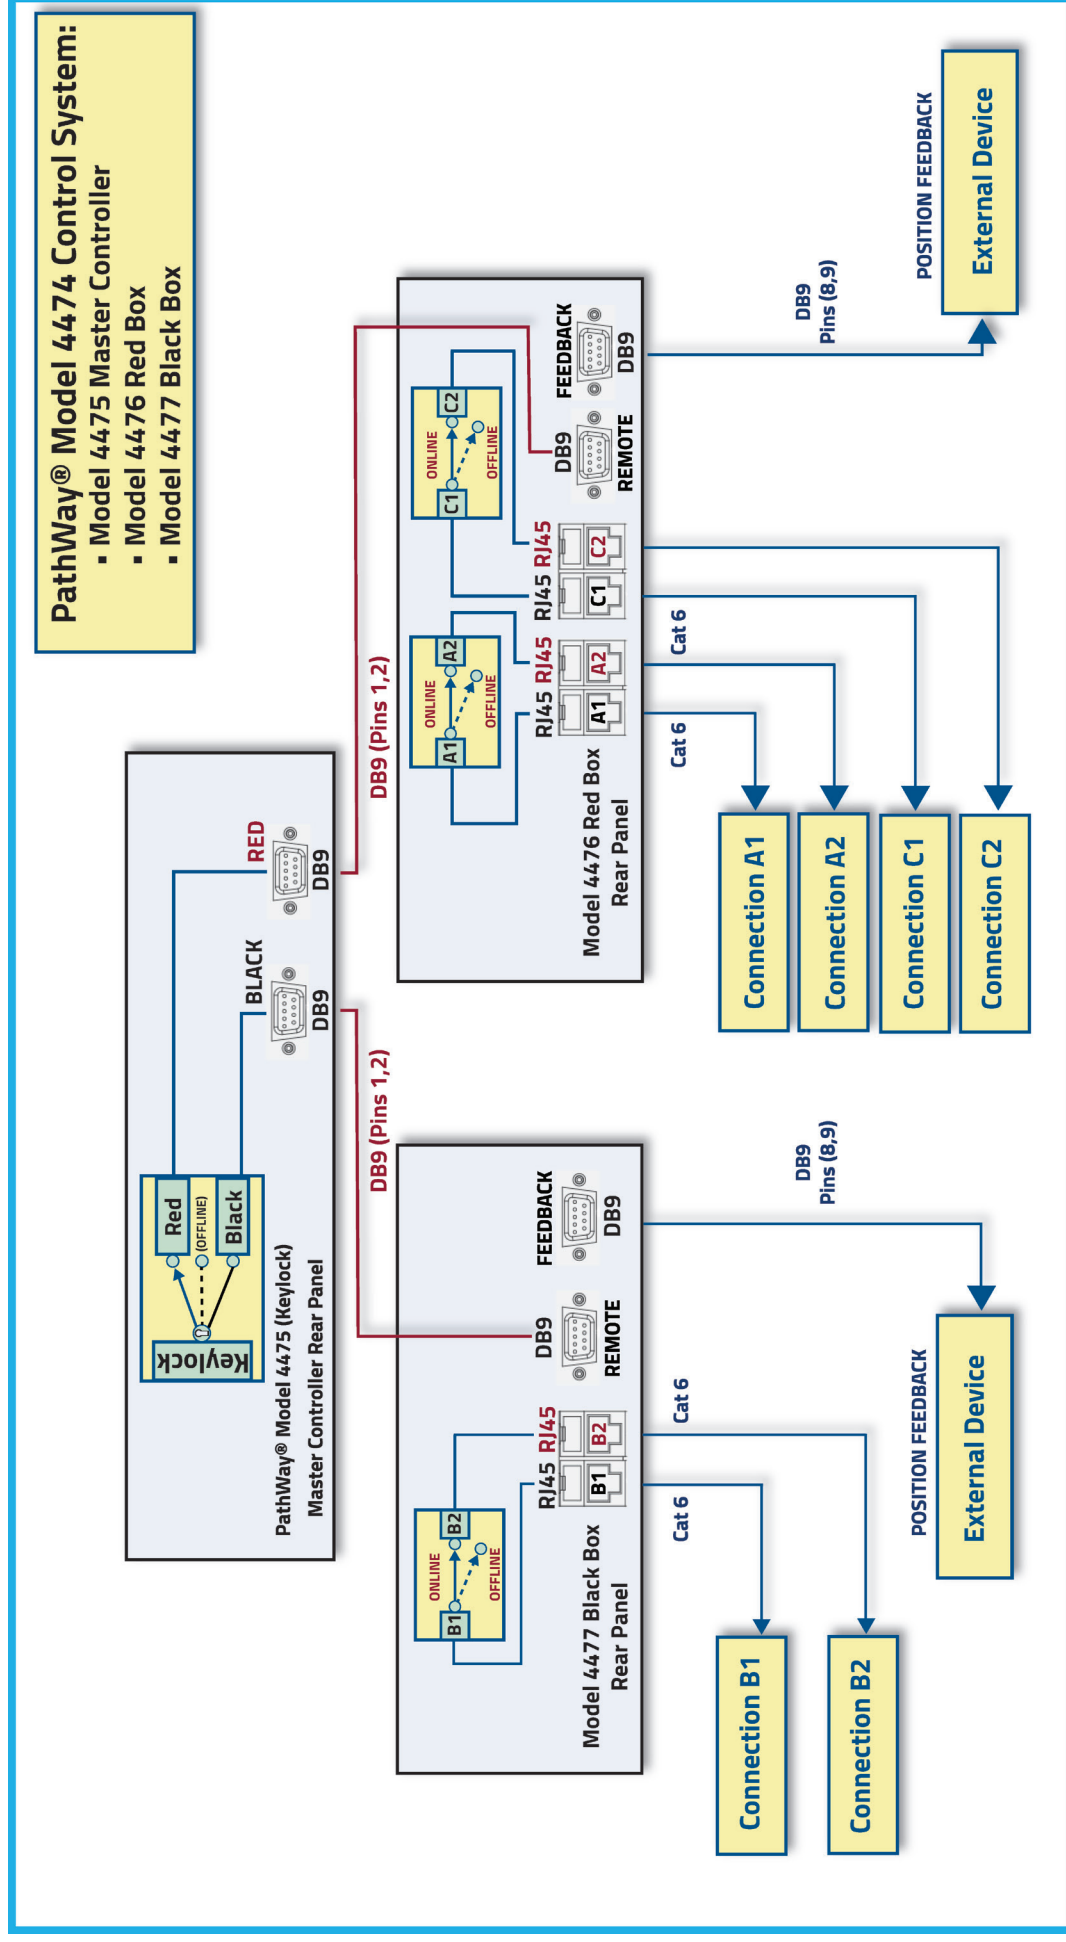 PathWay® Model 4474 Control System:
▪ Model 4475 Master Controller
▪ Model 4476 Red Box
▪ Model 4477 Black Box
Keylock
Red
(OFFLINE)
Black
PathWay® Model 4475 (Keylock)
Master Controller Rear Panel
BLACK
DB9
RED
DB9
DB9 (Pins 1,2)
DB9 (Pins 1,2)
B1
ONLINE
OFFLINE
B2
RJ45
RJ45
B1
B2
DB9
REMOTE
FEEDBACK
DB9
Model 4477 Black Box
Rear Panel
Cat 6
Cat 6
Connection B1
Connection B2
DB9
Pins (8,9)
POSITION FEEDBACK
External Device
A1
ONLINE
OFFLINE
A2
C1
ONLINE
OFFLINE
C2
RJ45
RJ45
RJ45
RJ45
A1
A2
C1
C2
DB9
REMOTE
FEEDBACK
DB9
Model 4476 Red Box
Rear Panel
Cat 6
Cat 6
Connection A1
Connection A2
Connection C1
Connection C2
DB9
Pins (8,9)
POSITION FEEDBACK
External Device